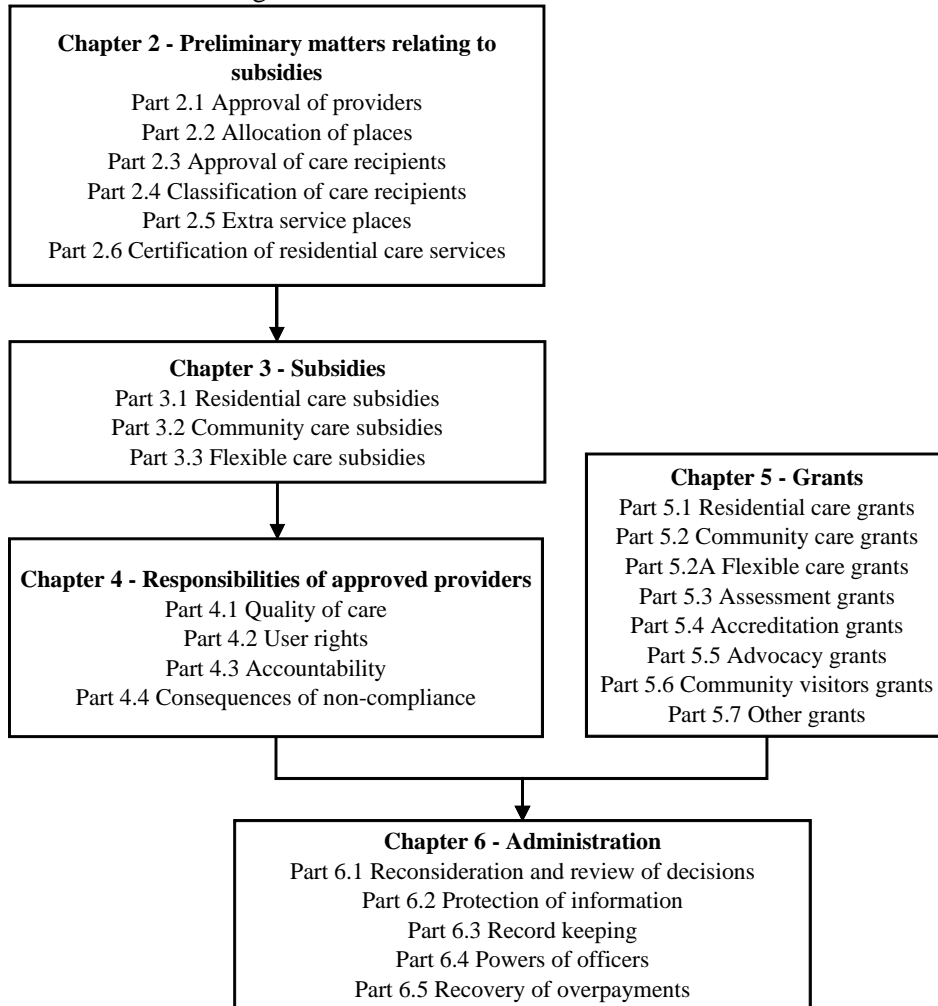 Chapter 2 - Preliminary matters relating to
subsidies
Part 2.1 Approval of providers
Part 2.2 Allocation of places
Part 2.3 Approval of care recipients
Part 2.4 Classification of care recipients
Part 2.5 Extra service places
Part 2.6 Certification of residential care services
Chapter 3 - Subsidies
Part 3.1 Residential care subsidies
Part 3.2 Community care subsidies
Part 3.3 Flexible care subsidies
Chapter 4 - Responsibilities of approved providers
Part 4.1 Quality of care
Part 4.2 User rights
Part 4.3 Accountability
Part 4.4 Consequences of non-compliance
Chapter 5 - Grants
Part 5.1 Residential care grants
Part 5.2 Community care grants
Part 5.2A Flexible care grants
Part 5.3 Assessment grants
Part 5.4 Accreditation grants
Part 5.5 Advocacy grants
Part 5.6 Community visitors grants
Part 5.7 Other grants
Chapter 6 - Administration
Part 6.1 Reconsideration and review of decisions
Part 6.2 Protection of information
Part 6.3 Record keeping
Part 6.4 Powers of officers
Part 6.5 Recovery of overpayments